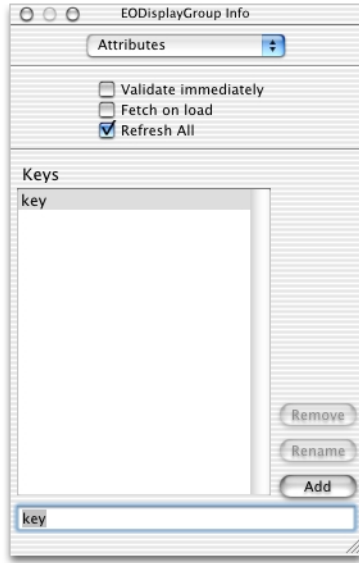 EODisplayGroup Info
Attributes
Validate immediately
Fetch on load
Refresh All
Keys
key
Remove
Rename
Add
key